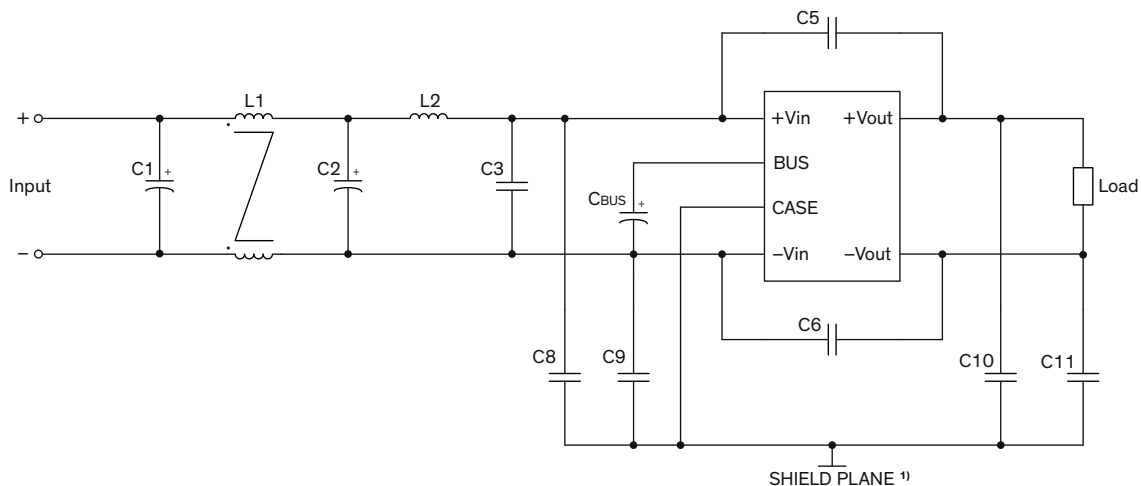 C5
L1
L2
+
+Vin
+Vout
C1 +
C2 +
C3
BUS
Input
CBUS +
CASE
Load
−
−Vin
−Vout
C6
C8
C9
C10
C11
SHIELD PLANE ¹⁾